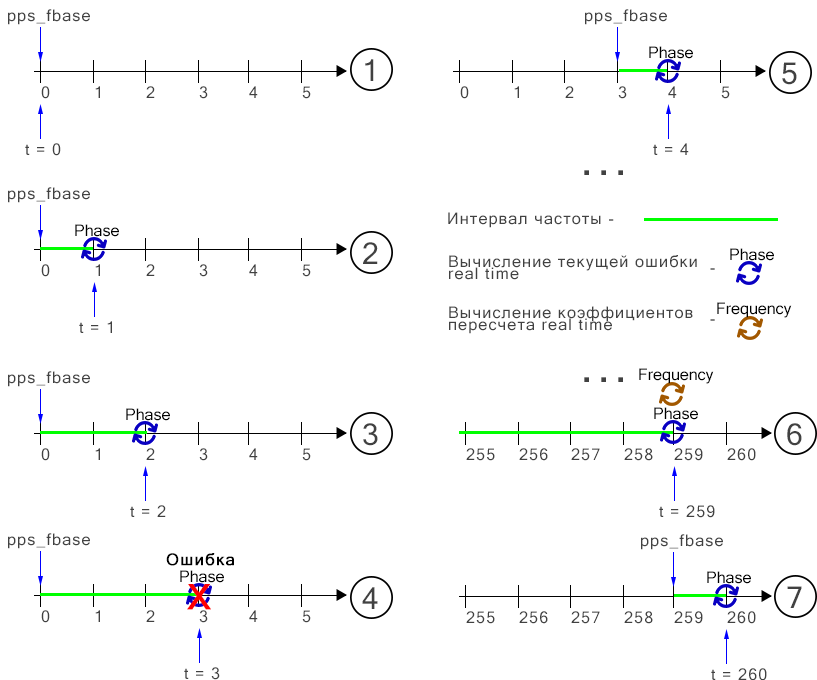 pps_fbase
0 1 2 3 4 5
1
t = 0
pps_fbase
Phase
0 1 2 3 4 5
2
t = 1
pps_fbase
Phase
0 1 2 3 4 5
3
t = 2
pps_fbase
Ошибка
Phase
0 1 2 3 4 5
4
t = 3
pps_fbase
Phase
0 1 2 3 4 5
5
t = 4
...
Интервал частоты -
Вычисление текущей ошибки
real time
-
Phase
Вычисление коэффициентов
пересчета real time
-
Frequency
...
Frequency
Phase
255 256 257 258 259 260
6
t = 259
pps_fbase
Phase
255 256 257 258 259 260
7
t = 260